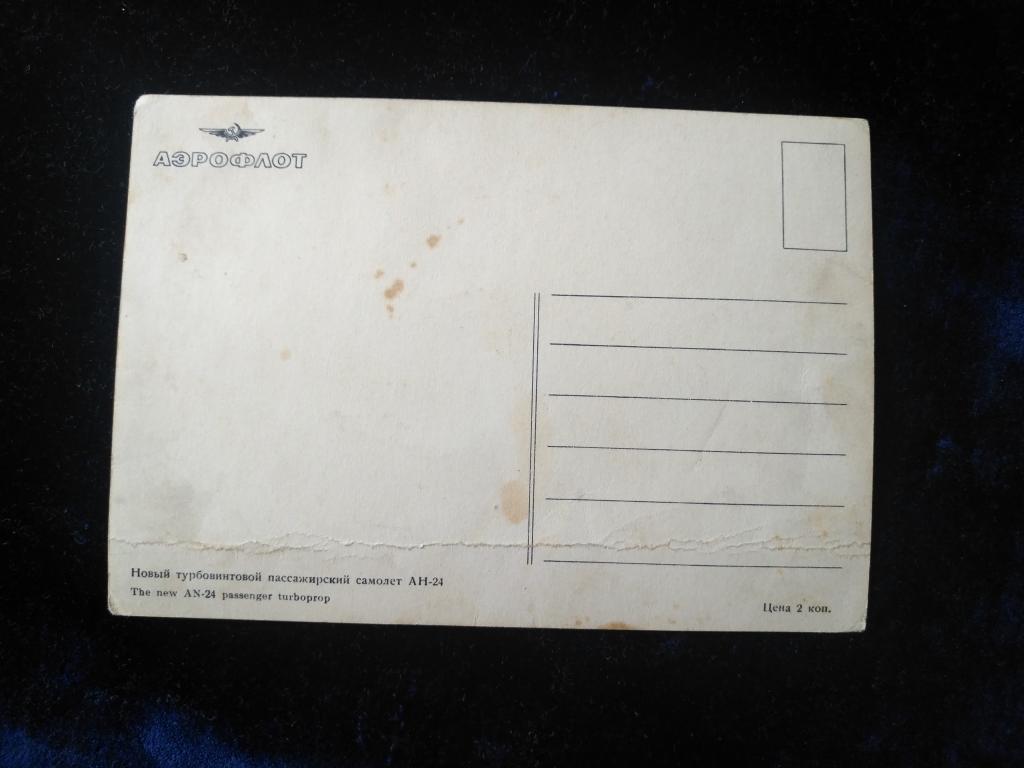 АЭРОФЛОТ
Новый турбовинтовой пассажирский самолет АН-24
The new AN-24 passenger turboprop
Цена 2 коп.